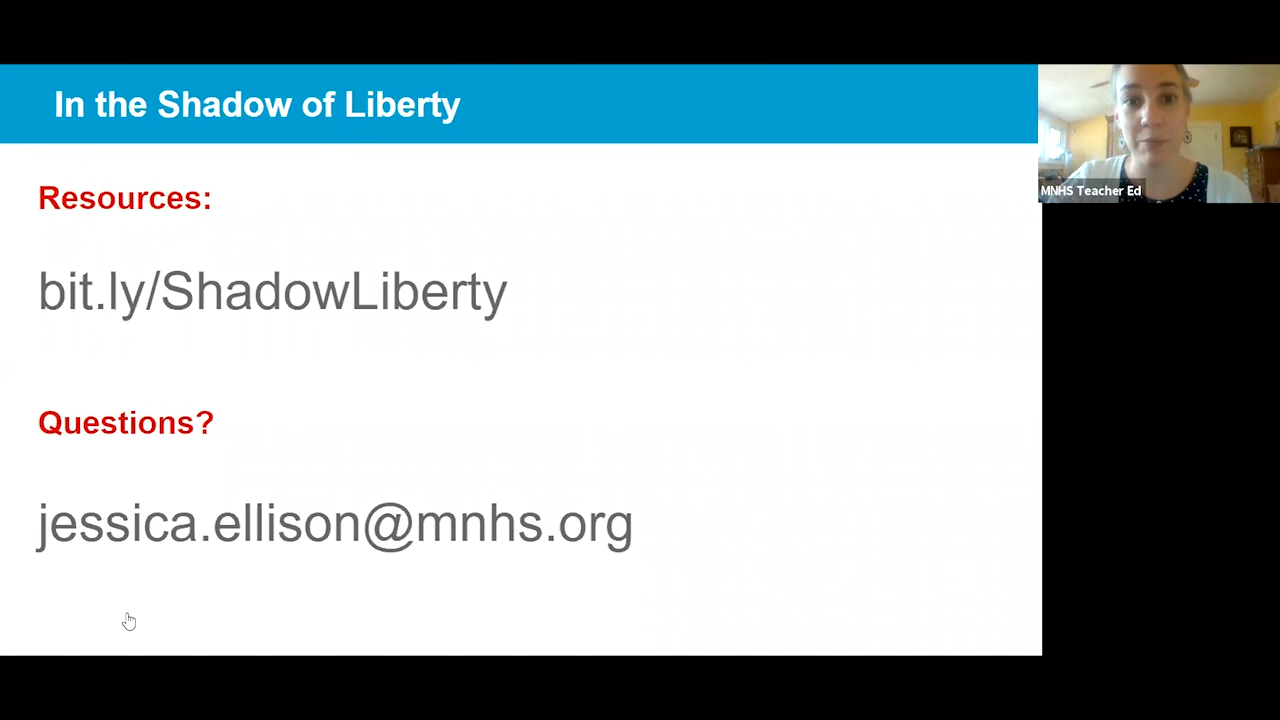 In the Shadow of Liberty
MNHS Teacher Ed
Resources:
bit.ly/ShadowLiberty
Questions?
jessica.ellison@mnhs.org